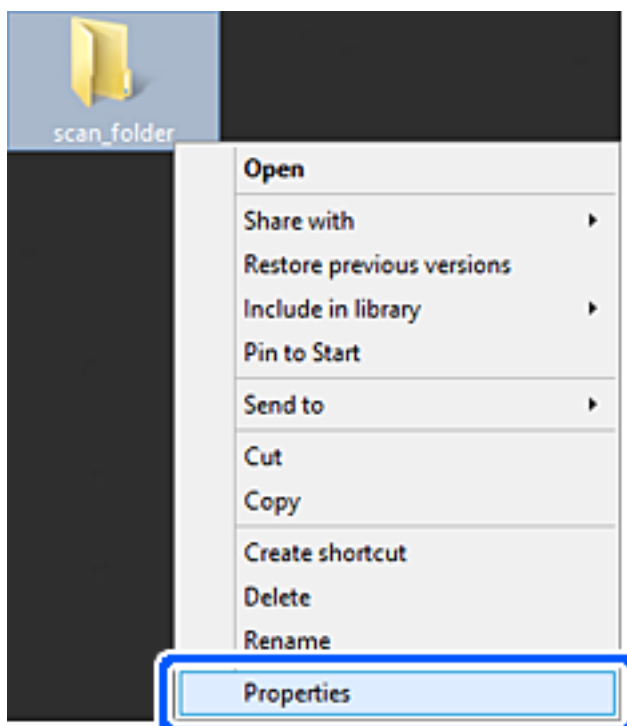 scan_folder
Open
Share with
Restore previous versions
Include in library
Pin to Start
Send to
Cut
Copy
Create shortcut
Delete
Rename
Properties